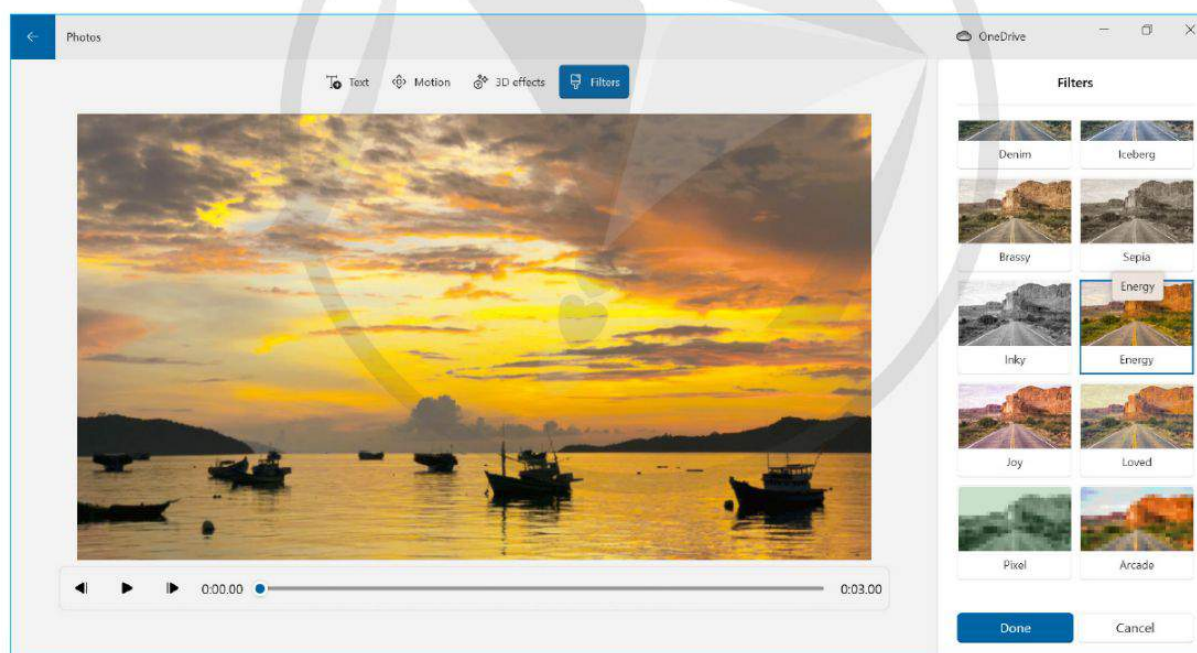 Photos
OneDrive
Text Motion 3D effects Filters
Filters
Denim Iceberg
Brassy Sepia
Energy
Inky Energy
Joy Loved
Pixel Arcade
0:00.00 0:03.00
Done Cancel